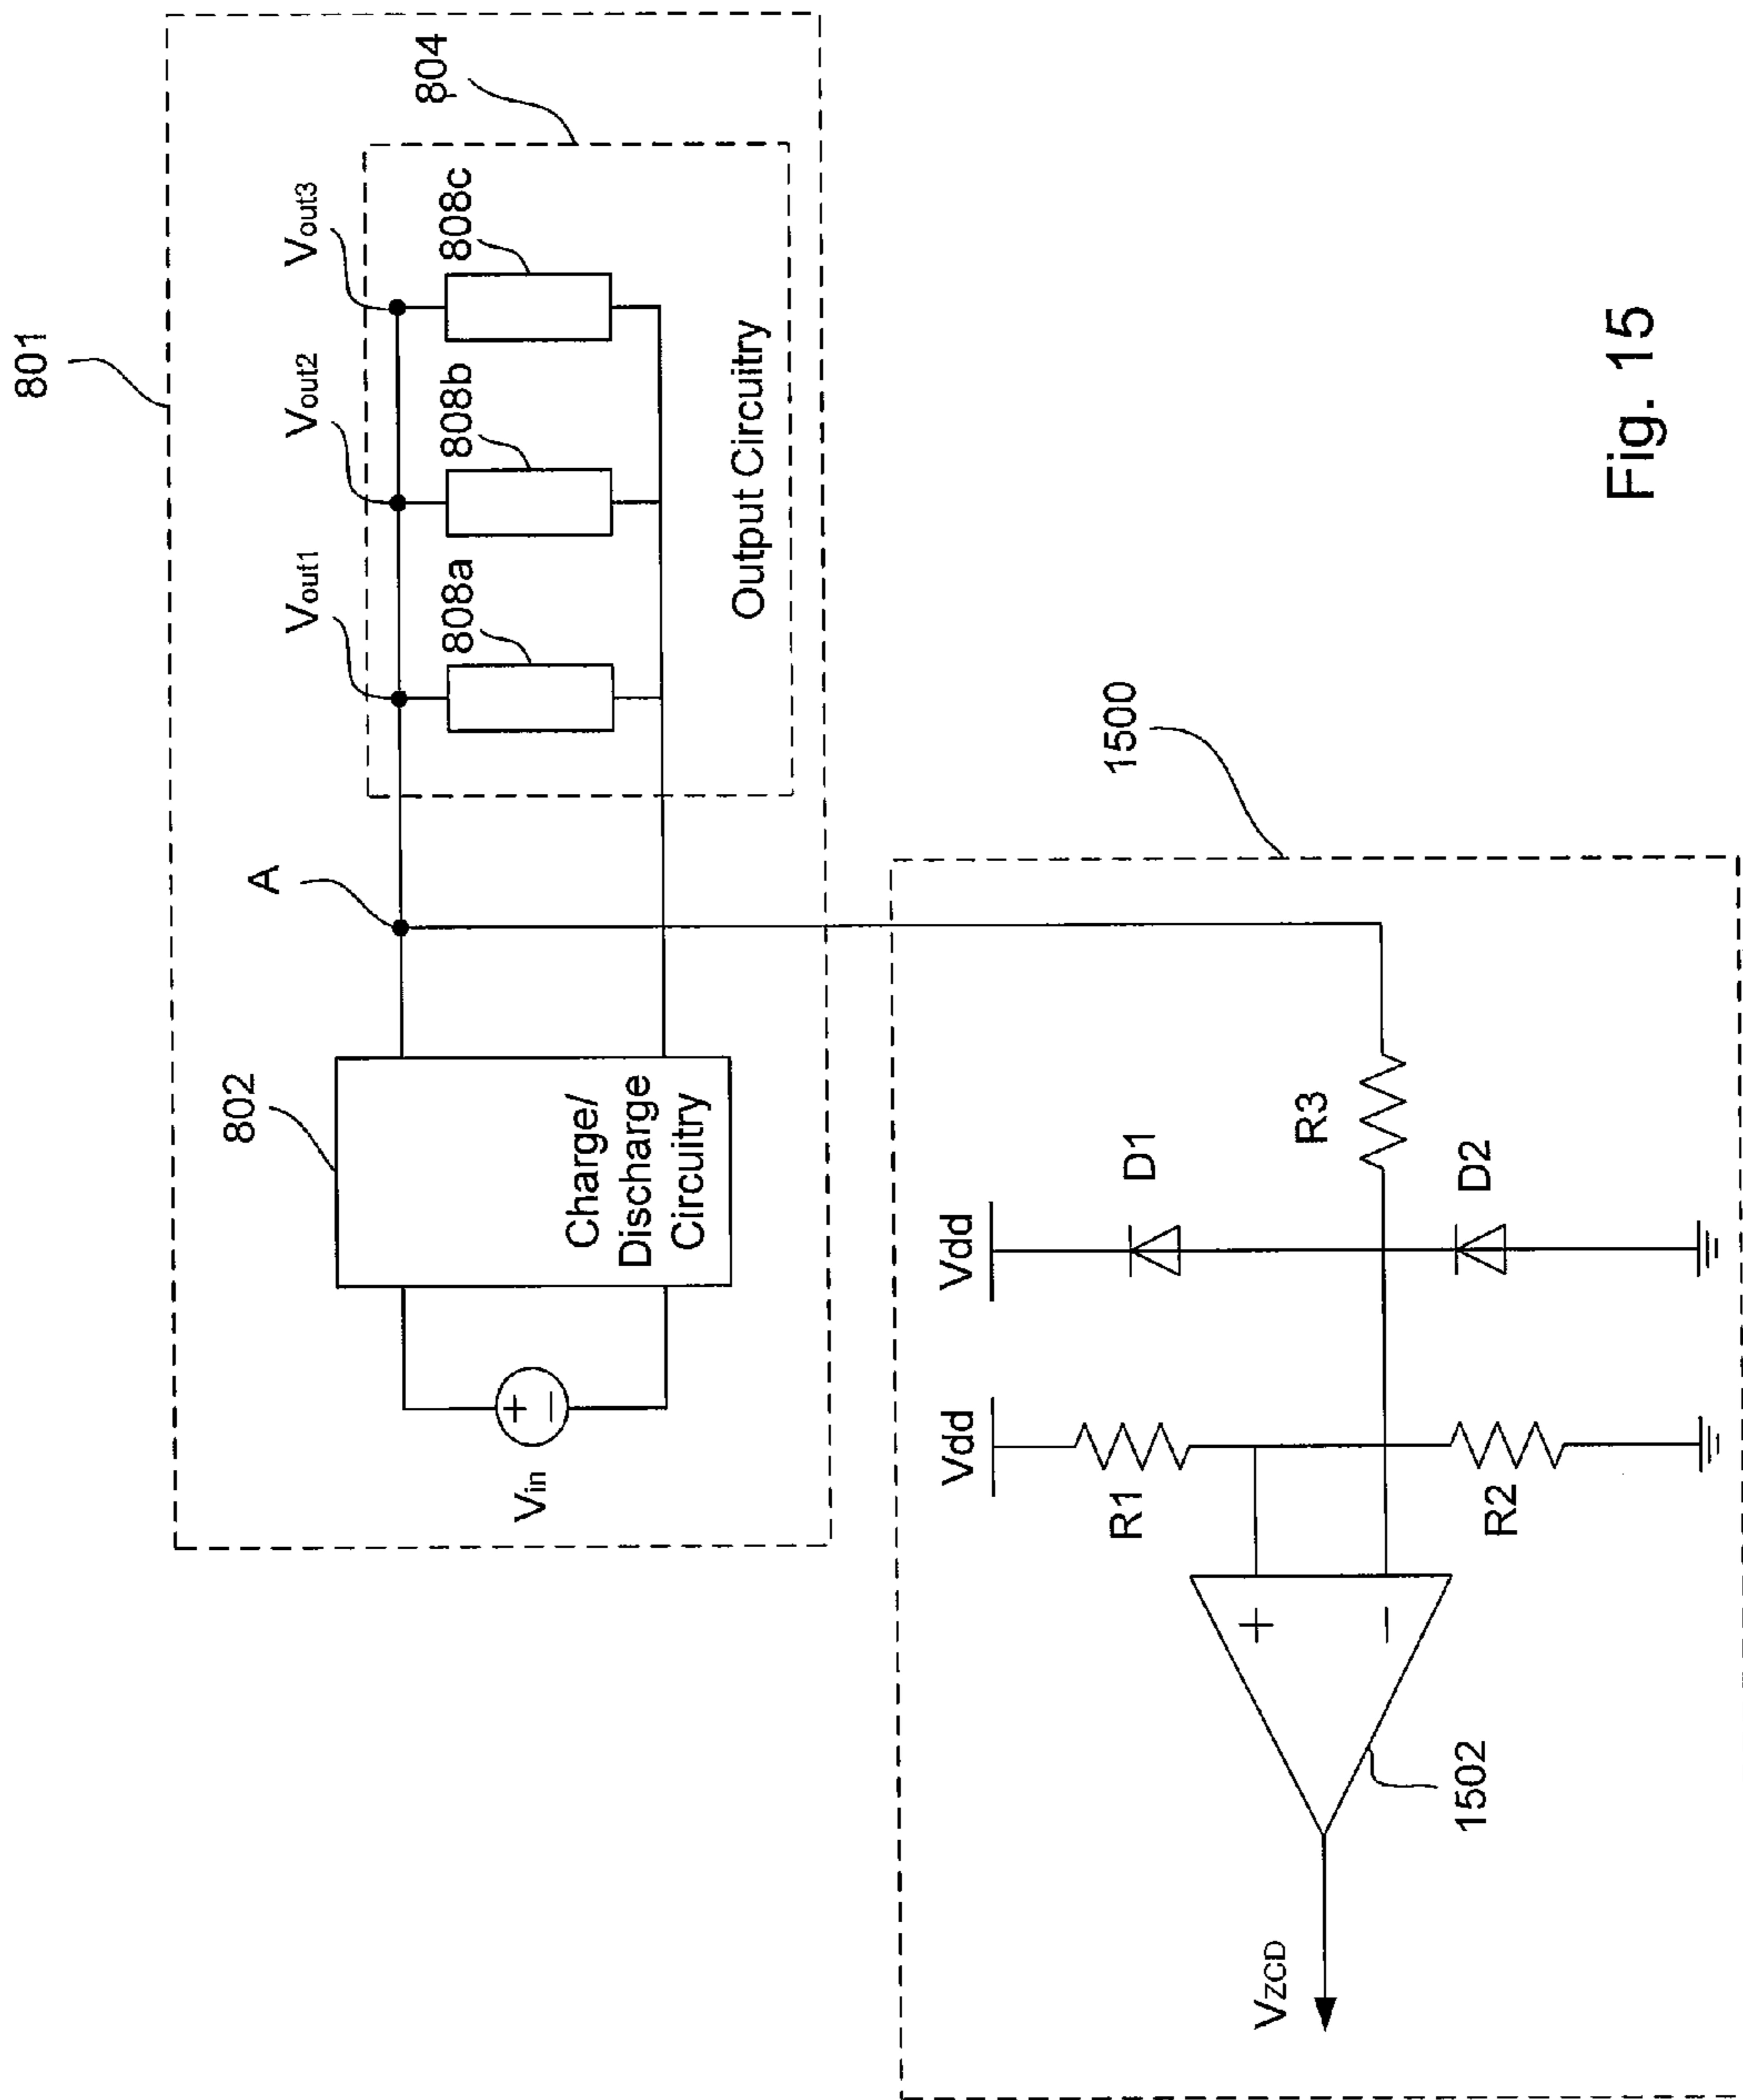 801
804
Vout1
Vout2
Vout3
A
802
808a
808b
808c
Vin
+
−
Charge/
Discharge
Circuitry
Output Circuitry
1500
Vdd
Vdd
R1
D1
R3
R2
D2
+
−
VZCD
1502
Fig. 15